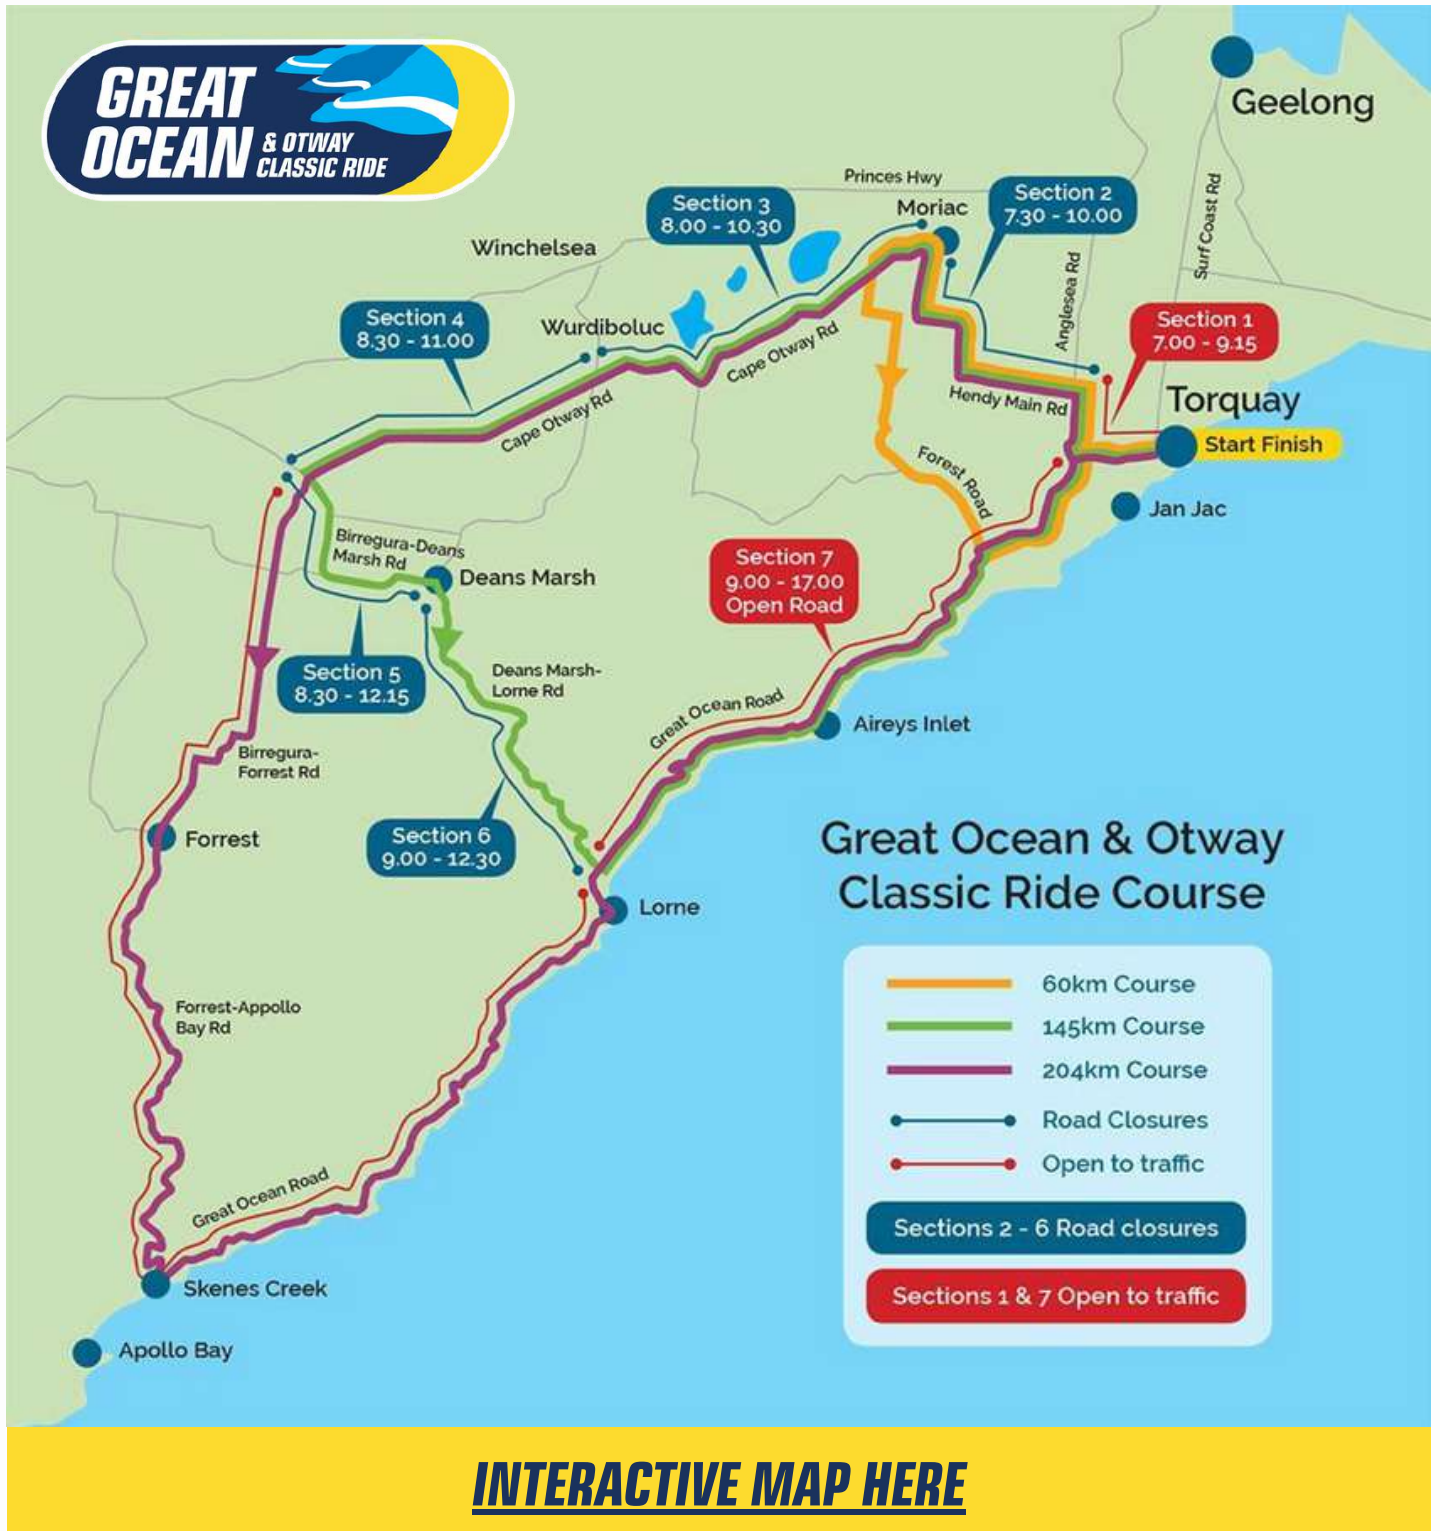 GREAT
OCEAN
& OTWAY
CLASSIC RIDE
Geelong
Princes Hwy
Surf Coast Rd
Section 3
8.00 - 10.30
Moriac
Section 2
7.30 - 10.00
Winchelsea
Anglesea Rd
Section 4
8.30 - 11.00
Wurdiboluc
Cape Otway Rd
Section 1
7.00 - 9.15
Hendy Main Rd
Torquay
Start Finish
Cape Otway Rd
Forest Road
Jan Jac
Birregura-Deans
Marsh Rd
Deans Marsh
Section 7
9.00 - 17.00
Open Road
Section 5
8.30 - 12.15
Deans Marsh-
Lorne Rd
Great Ocean Road
Aireys Inlet
Birregura-
Forrest Rd
Forrest
Section 6
9.00 - 12.30
Lorne
Forrest-Appollo
Bay Rd
Great Ocean Road
Skenes Creek
Apollo Bay
Great Ocean & Otway
Classic Ride Course
60km Course
145km Course
204km Course
Road Closures
Open to traffic
Sections 2 - 6 Road closures
Sections 1 & 7 Open to traffic
INTERACTIVE MAP HERE